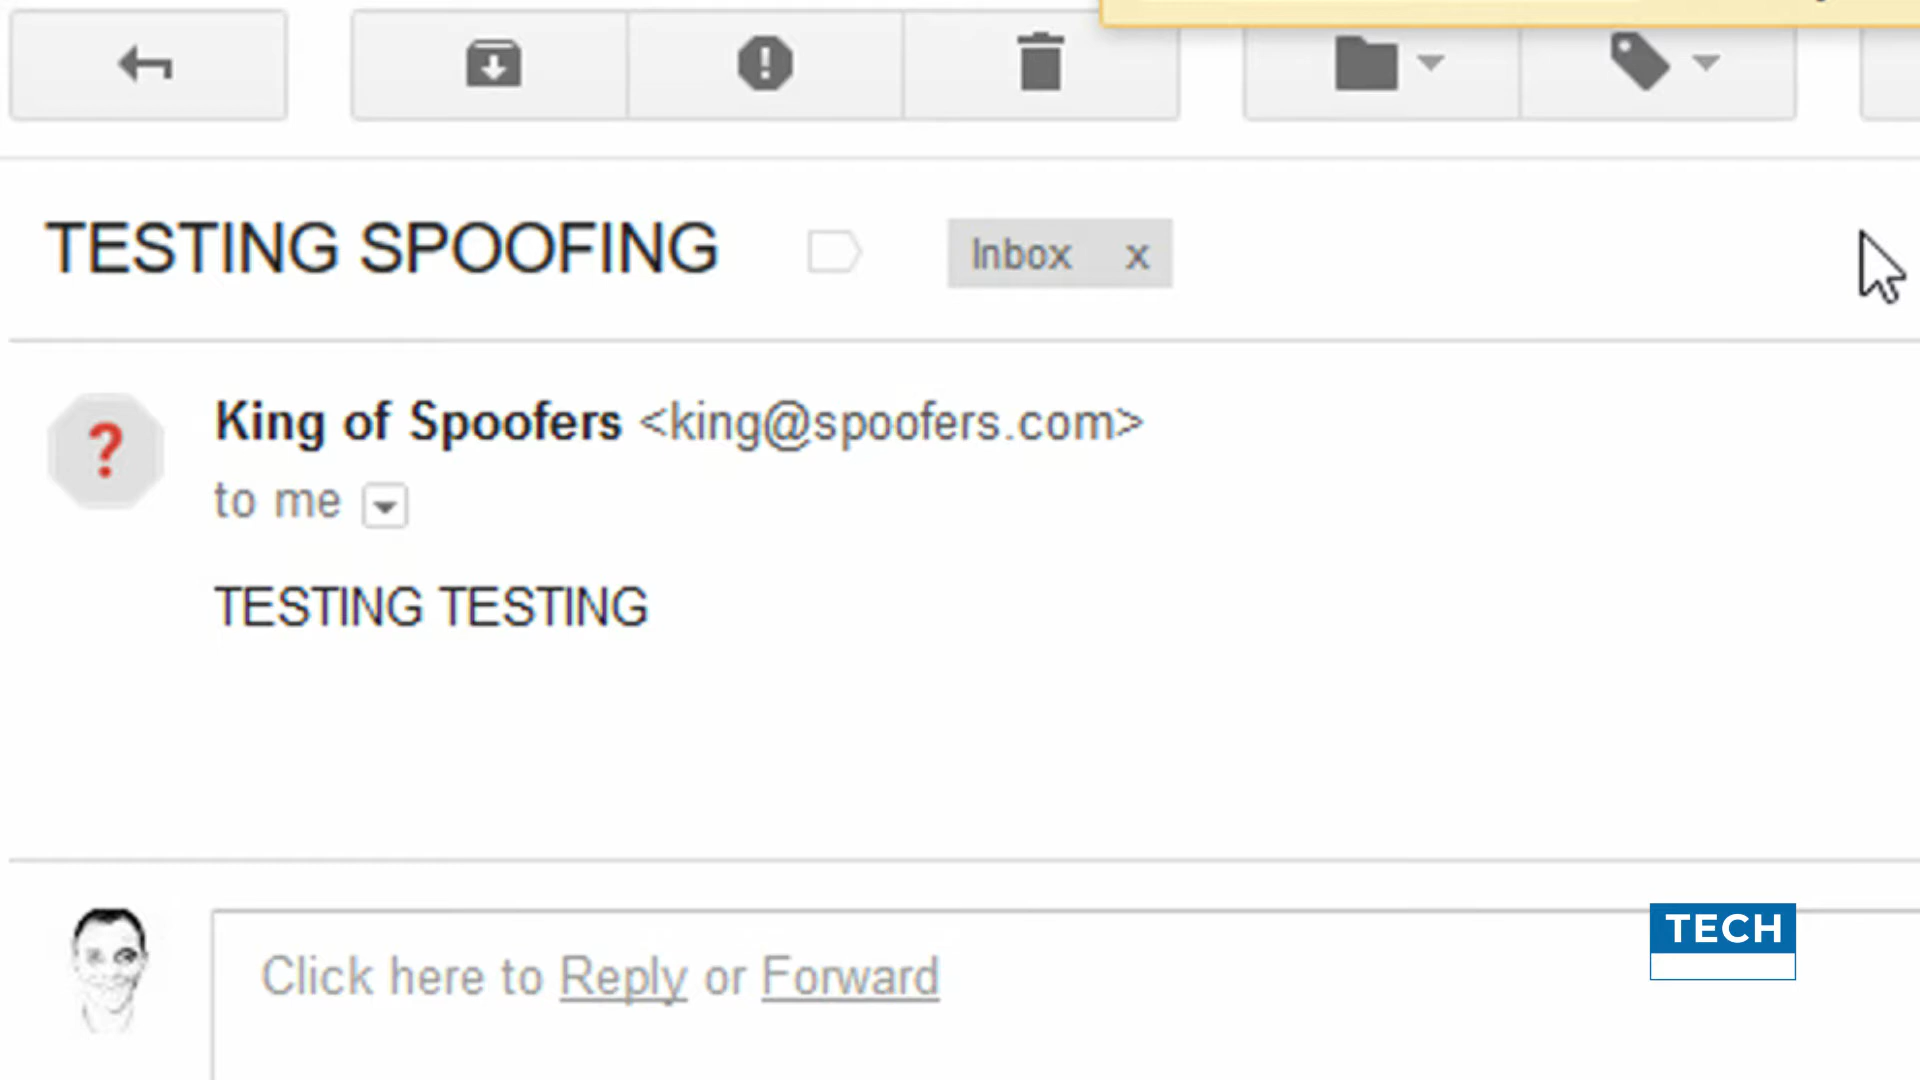 TESTING SPOOFING
Inbox x
King of Spoofers <king@spoofers.com>
to me
TESTING TESTING
Click here to Reply or Forward
TECH